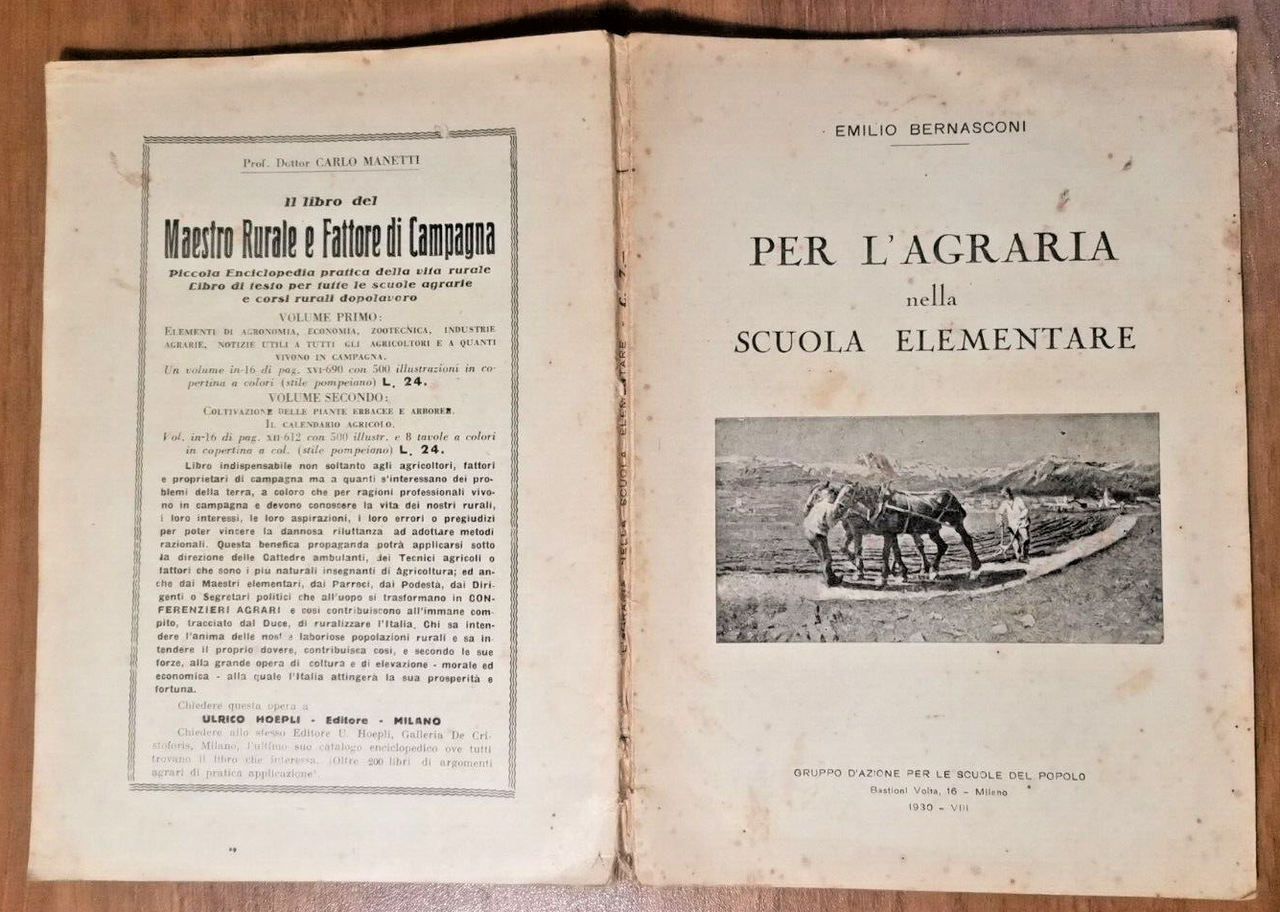 Prof. Dottor CARLO MANETTI
Il libro del
Maestro Rurale e Fattore di Campagna
Piccola Enciclopedia pratica della vita rurale
Libro di testo per tutte le scuole agrarie
e corsi rurali dopolavoro
VOLUME PRIMO:
ELEMENTI DI AGRONOMIA, ECONOMIA, ZOOTECNICA, INDUSTRIE
AGRARIE, NOTIZIE UTILI A TUTTI GLI AGRICOLTORI E A QUANTI
VIVONO IN CAMPAGNA.
Un volume in-16 di pag. XVI-690 con 500 illustrazioni in co-
pertina a colori (stile pompeiano) L. 24.
VOLUME SECONDO:
COLTIVAZIONE DELLE PIANTE ERBACEE E ARBOREE.
IL CALENDARIO AGRICOLO.
Vol. in-16 di pag. XII-612 con 500 illustr. e 8 tavole a colori
in copertina a col. (stile pompeiano) L. 24.
Libro indispensabile non soltanto agli agricoltori, fattori
e proprietari di campagna ma a quanti s'interessano dei pro-
blemi della terra, a coloro che per ragioni professionali vivo-
no in campagna e devono conoscere la vita dei nostri rurali,
i loro interessi, le loro aspirazioni, i loro errori o pregiudizi
per poter vincere la dannosa riluttanza ad adottare metodi
razionali. Questa benefica propaganda potrà applicarsi sotto
la direzione delle Cattedre ambulanti, dei Tecnici agricoli o
fattori che sono i piu naturali insegnanti di Agricoltura; ed an-
che dai Maestri elementari, dai Parroci, dai Podestà, dai Diri-
genti o Segretari politici che all'uopo si trasformano in CON-
FERENZIERI AGRARI e cosi contribuiscono all'immane com-
pito, tracciato dal Duce, di ruralizzare l'Italia. Chi sa inten-
dere l'anima delle laboriose popolazioni rurali e sa in-
tendere il proprio dovere, contribuisca così, e secondo le sue
forze, alla grande opera di coltura e di elevazione - morale ed
economica - alla quale l'Italia attingerà la sua prosperità e
fortuna.
Chiedere questa opera a
ULRICO HOEPLI - Editore - MILANO
Chiedere allo stesso Editore U. Hoepli, Galleria De Cri-
stoforis, Milano, l'ultimo suo catalogo enciclopedico ove tutti
trovano il libro che interessa. (Oltre 200 libri di argomenti
agrari di pratica applicazione)
NELLA SCUOLA ELEMENTARE - L. 7.-
EMILIO BERNASCONI
PER L'AGRARIA
nella
SCUOLA ELEMENTARE
GRUPPO D'AZIONE PER LE SCUOLE DEL POPOLO
Bastioni Volta, 16 - Milano
1930 - VIII